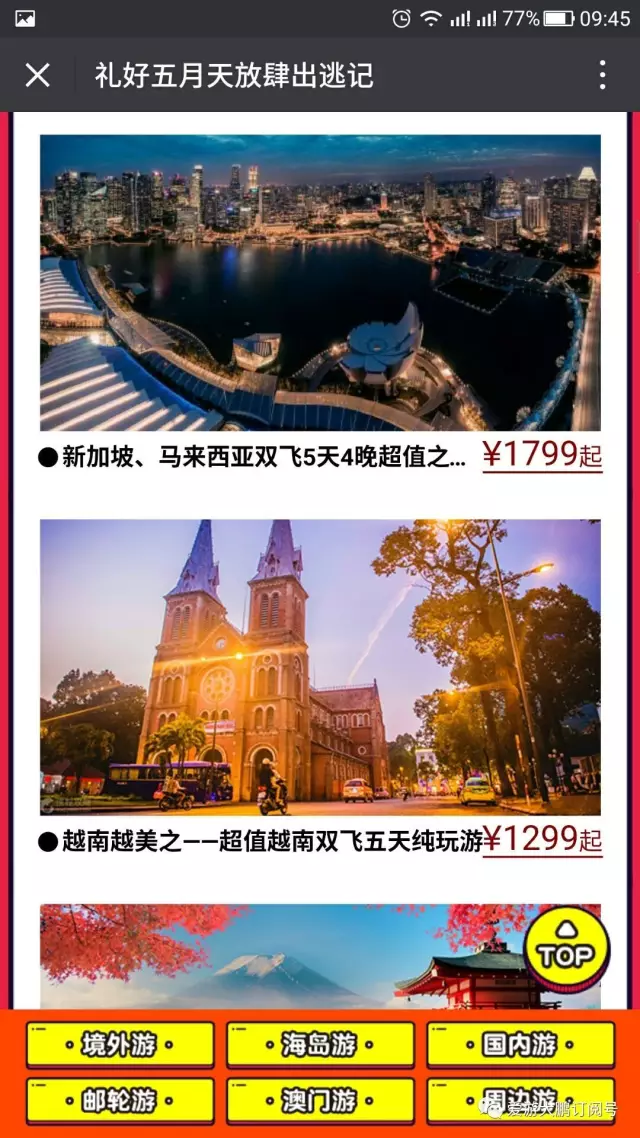 77% 09:45
礼好五月天放肆出逃记
●新加坡、马来西亚双飞5天4晚超值之... ¥1799起
●越南越美之——超值越南双飞五天纯玩游 ¥1299起
TOP
境外游 海岛游 国内游
邮轮游 澳门游 周边游
爱游大鹏订阅号